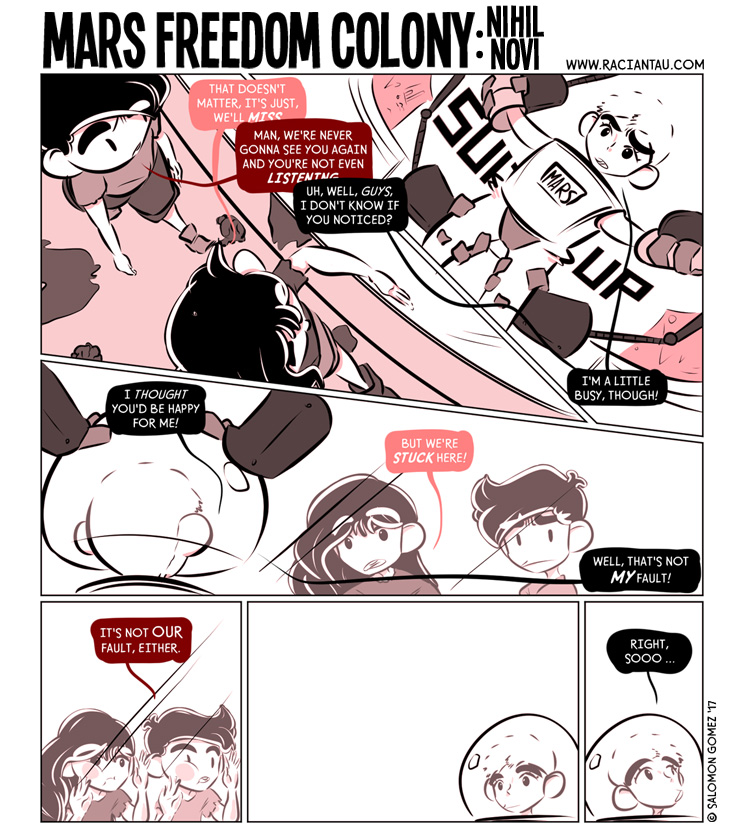 MARS FREEDOM COLONY: NIHIL NOVI
WWW.RACIANTAU.COM
THAT DOESN'T
MATTER, IT'S JUST,
WE'LL MISS
MAN, WE'RE NEVER
GONNA SEE YOU AGAIN
AND YOU'RE NOT EVEN
LISTENING
UH, WELL, GUYS,
I DON'T KNOW IF
YOU NOTICED?
MARS
UP
I'M A LITTLE
BUSY, THOUGH!
I THOUGHT
YOU'D BE HAPPY
FOR ME!
BUT WE'RE
STUCK HERE!
WELL, THAT'S NOT
MY FAULT!
IT'S NOT OUR
FAULT, EITHER.
RIGHT,
SOOO ...
© SALOMON GOMEZ '17